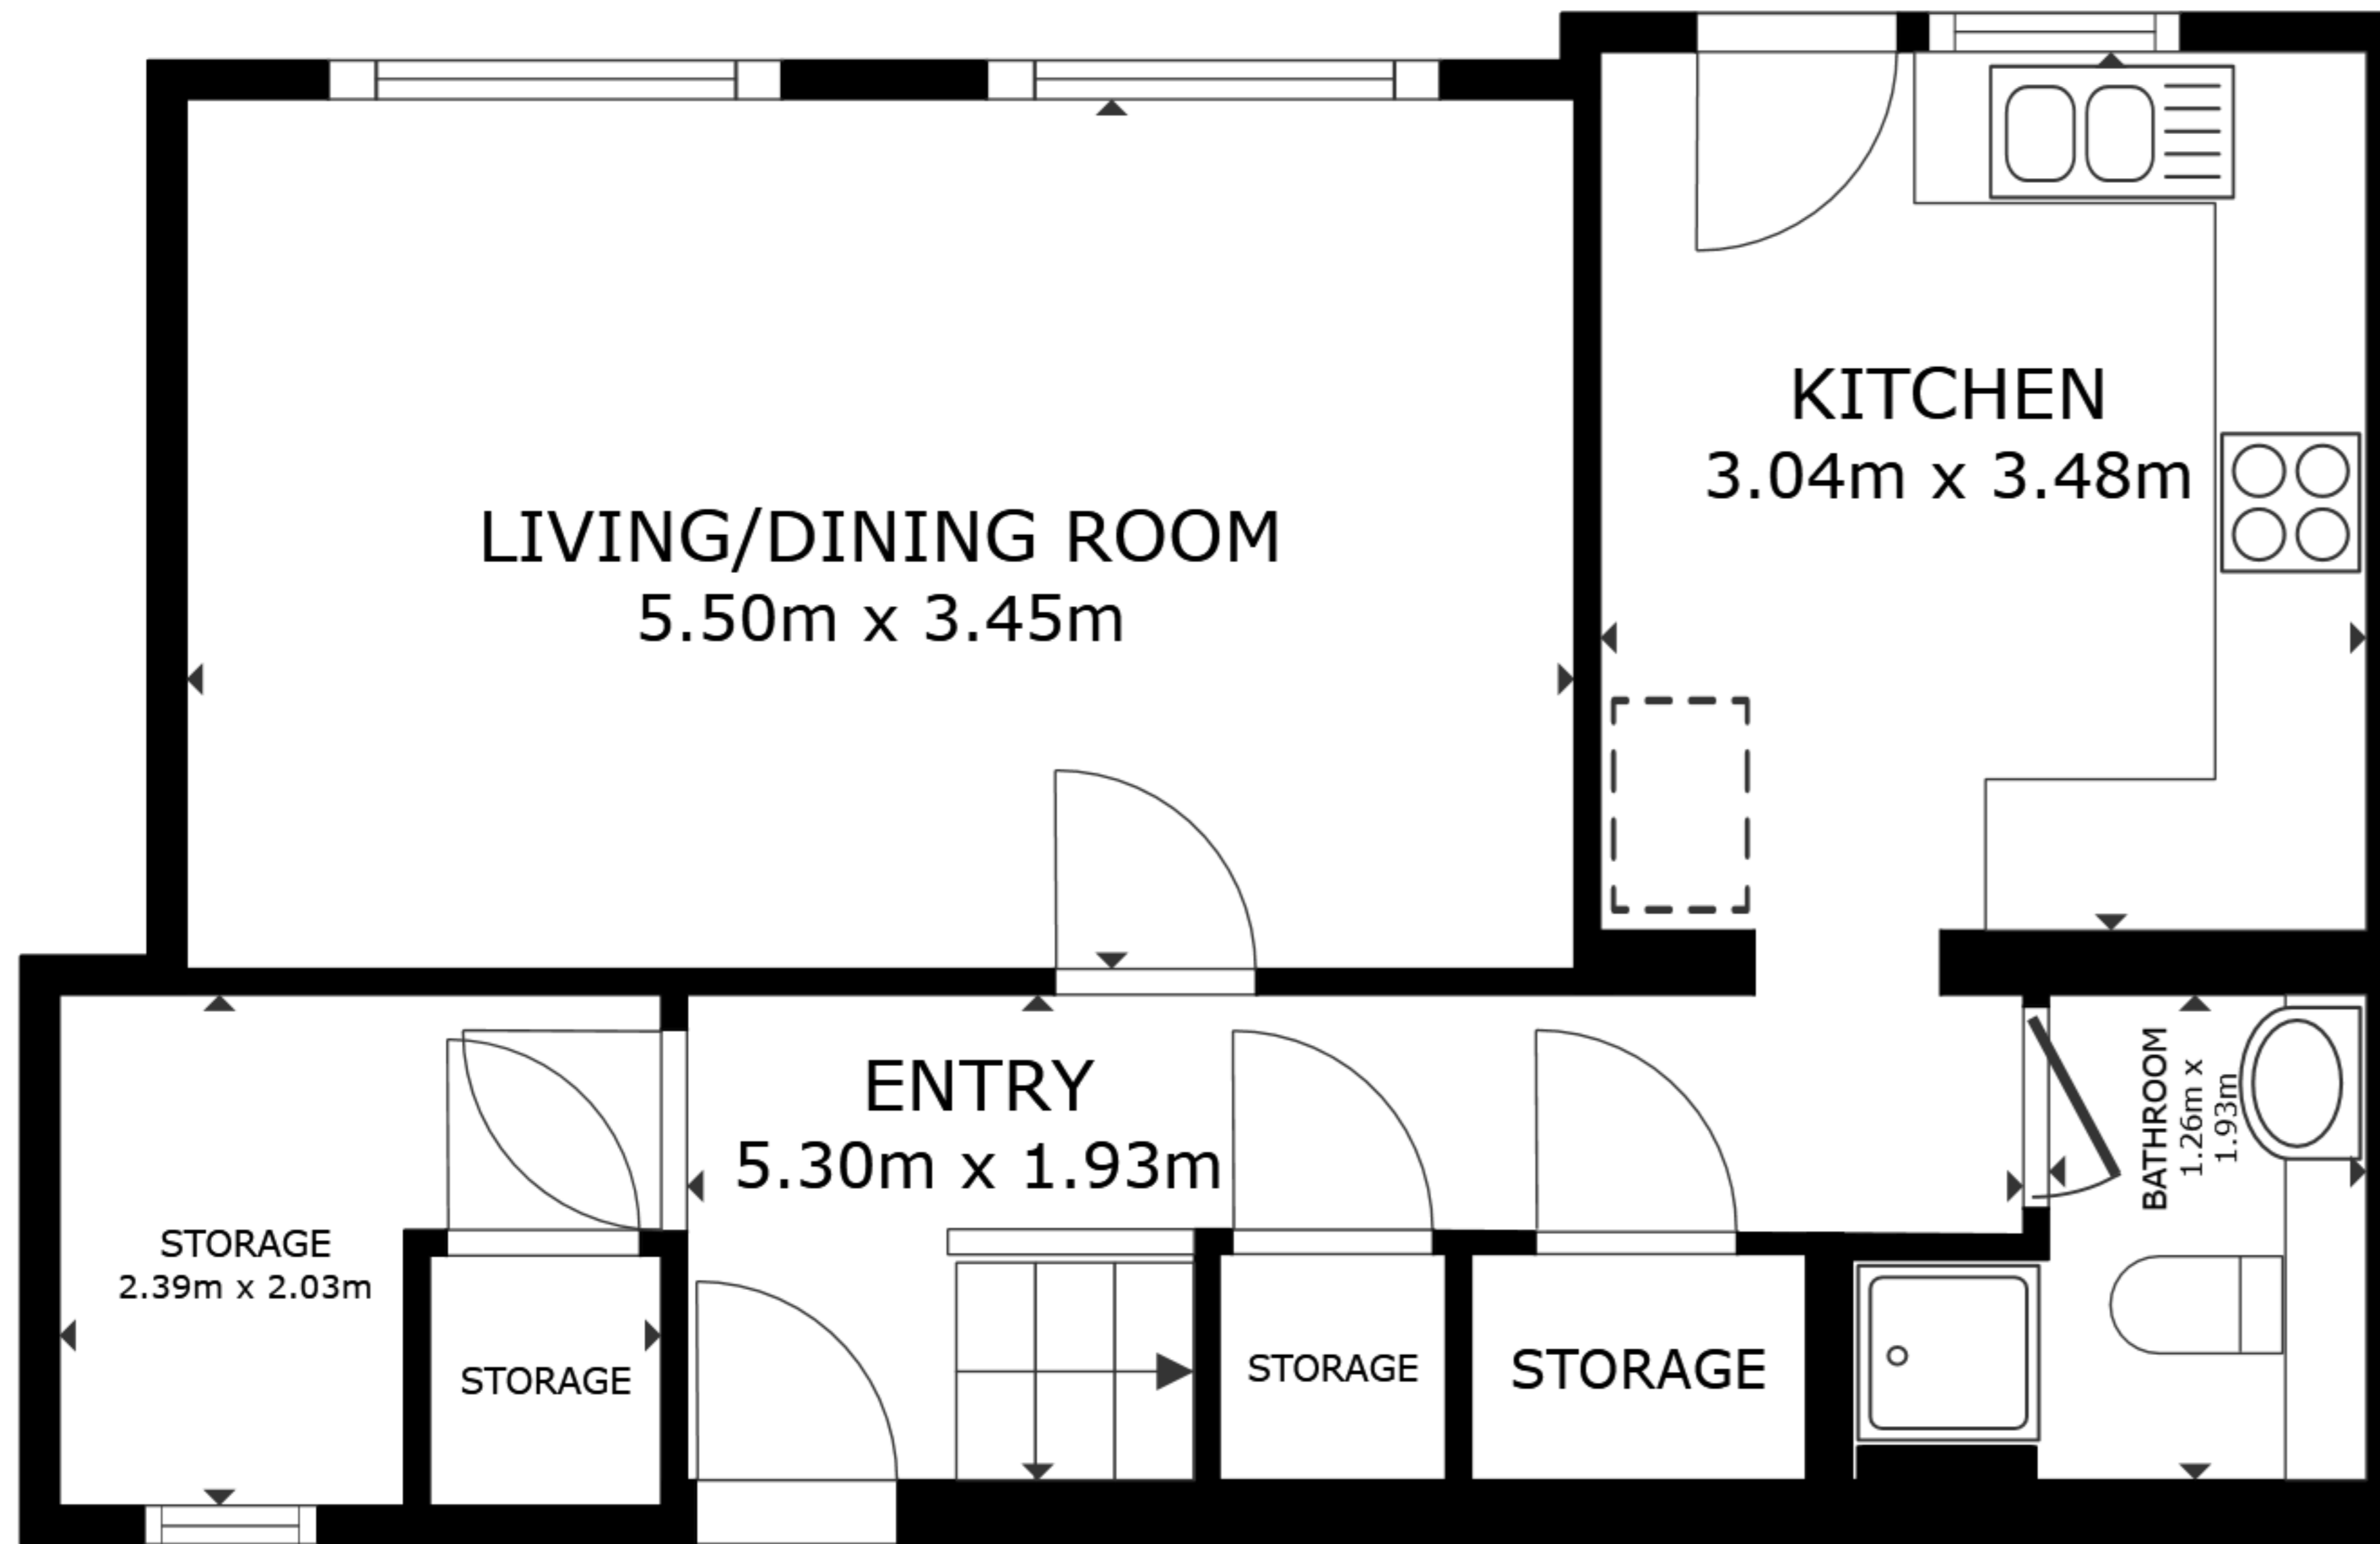 KITCHEN
3.04m x 3.48m
LIVING/DINING ROOM
5.50m x 3.45m
ENTRY
5.30m x 1.93m
BATHROOM
1.26m x
1.93m
STORAGE
2.39m x 2.03m
STORAGE
STORAGE
STORAGE